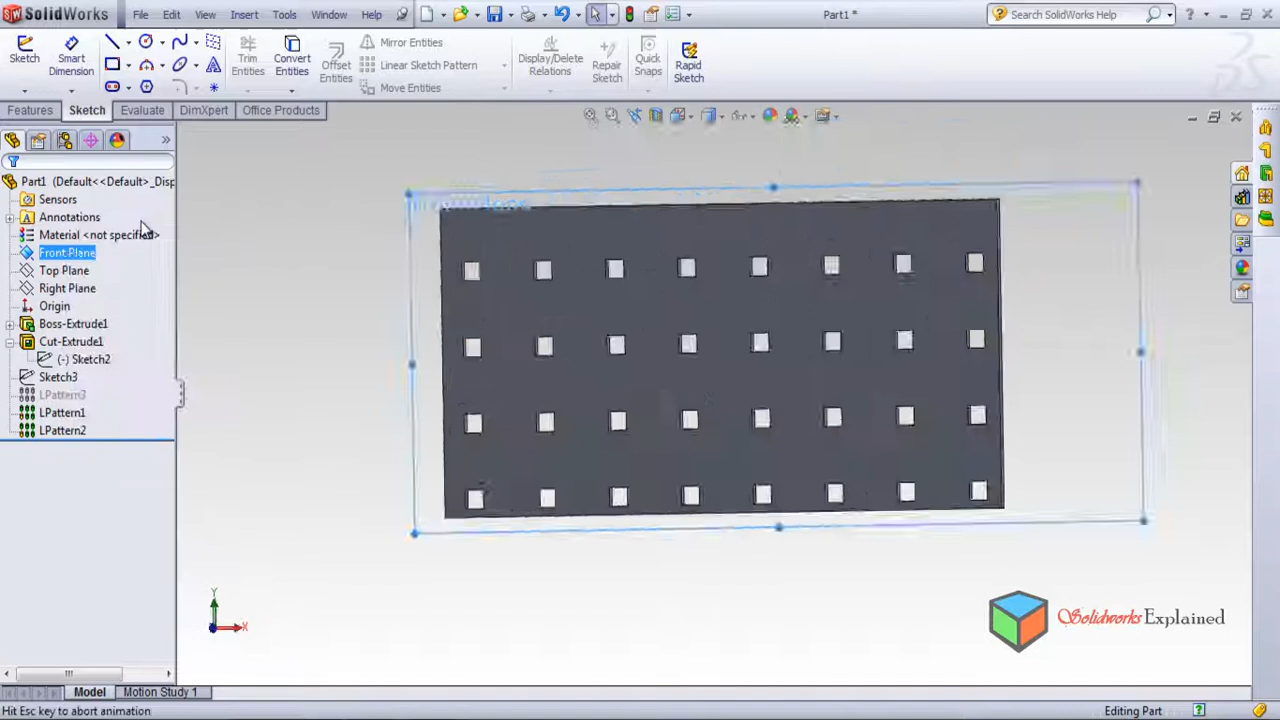 SolidWorks File Edit View Insert Tools Window Help Part1 * Search SolidWorks Help
Sketch Smart Dimension Trim Entities Convert Entities Offset Entities Mirror Entities Linear Sketch Pattern Move Entities Display/Delete Relations Repair Sketch Quick Snaps Rapid Sketch
Features Sketch Evaluate DimXpert Office Products
Part1 (Default<<Default>_Disp
Sensors
Annotations
Material <not specified>
Front Plane
Top Plane
Right Plane
Origin
Boss-Extrude1
Cut-Extrude1
(-) Sketch2
Sketch3
LPattern3
LPattern1
LPattern2
Y
X
Solidworks Explained
Model Motion Study 1
Hit Esc key to abort animation Editing Part